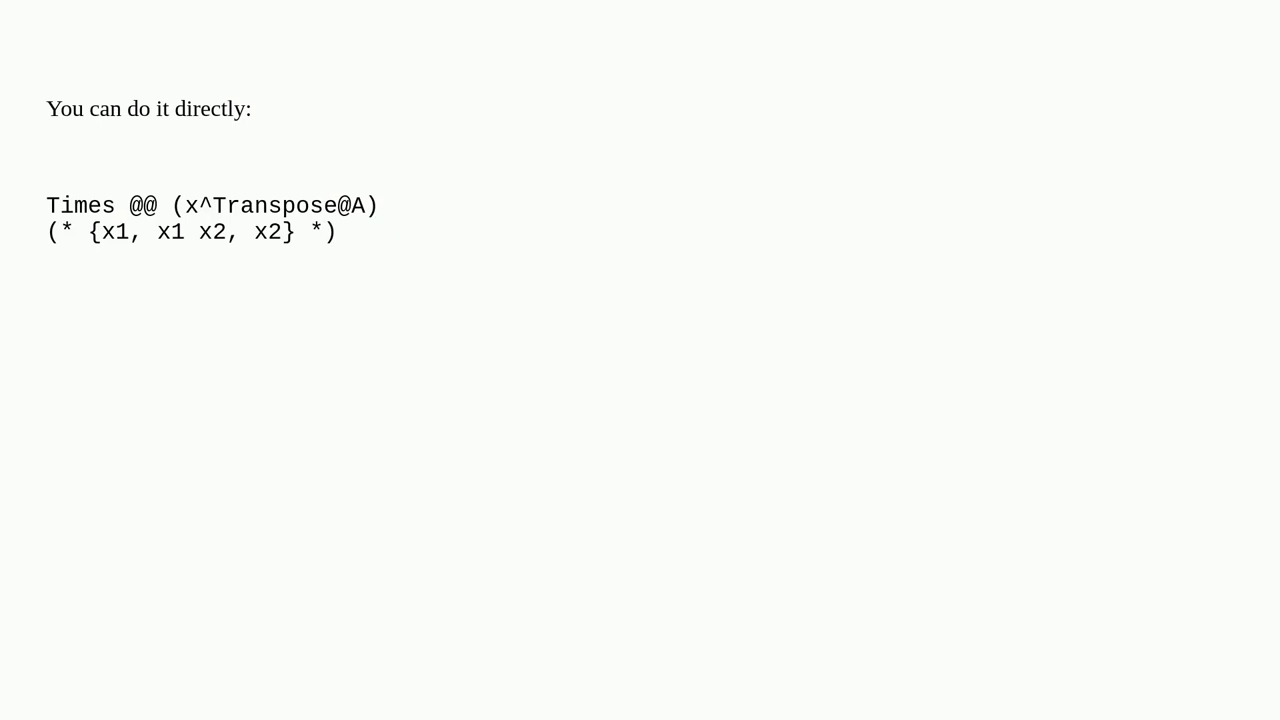 You can do it directly:
Times @@ (x^Transpose@A)
(* {x1, x1 x2, x2} *)